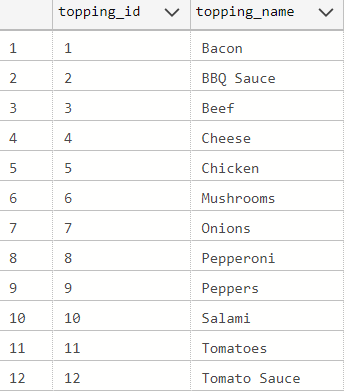 topping_id topping_name
1 1 Bacon
2 2 BBQ Sauce
3 3 Beef
4 4 Cheese
5 5 Chicken
6 6 Mushrooms
7 7 Onions
8 8 Pepperoni
9 9 Peppers
10 10 Salami
11 11 Tomatoes
12 12 Tomato Sauce